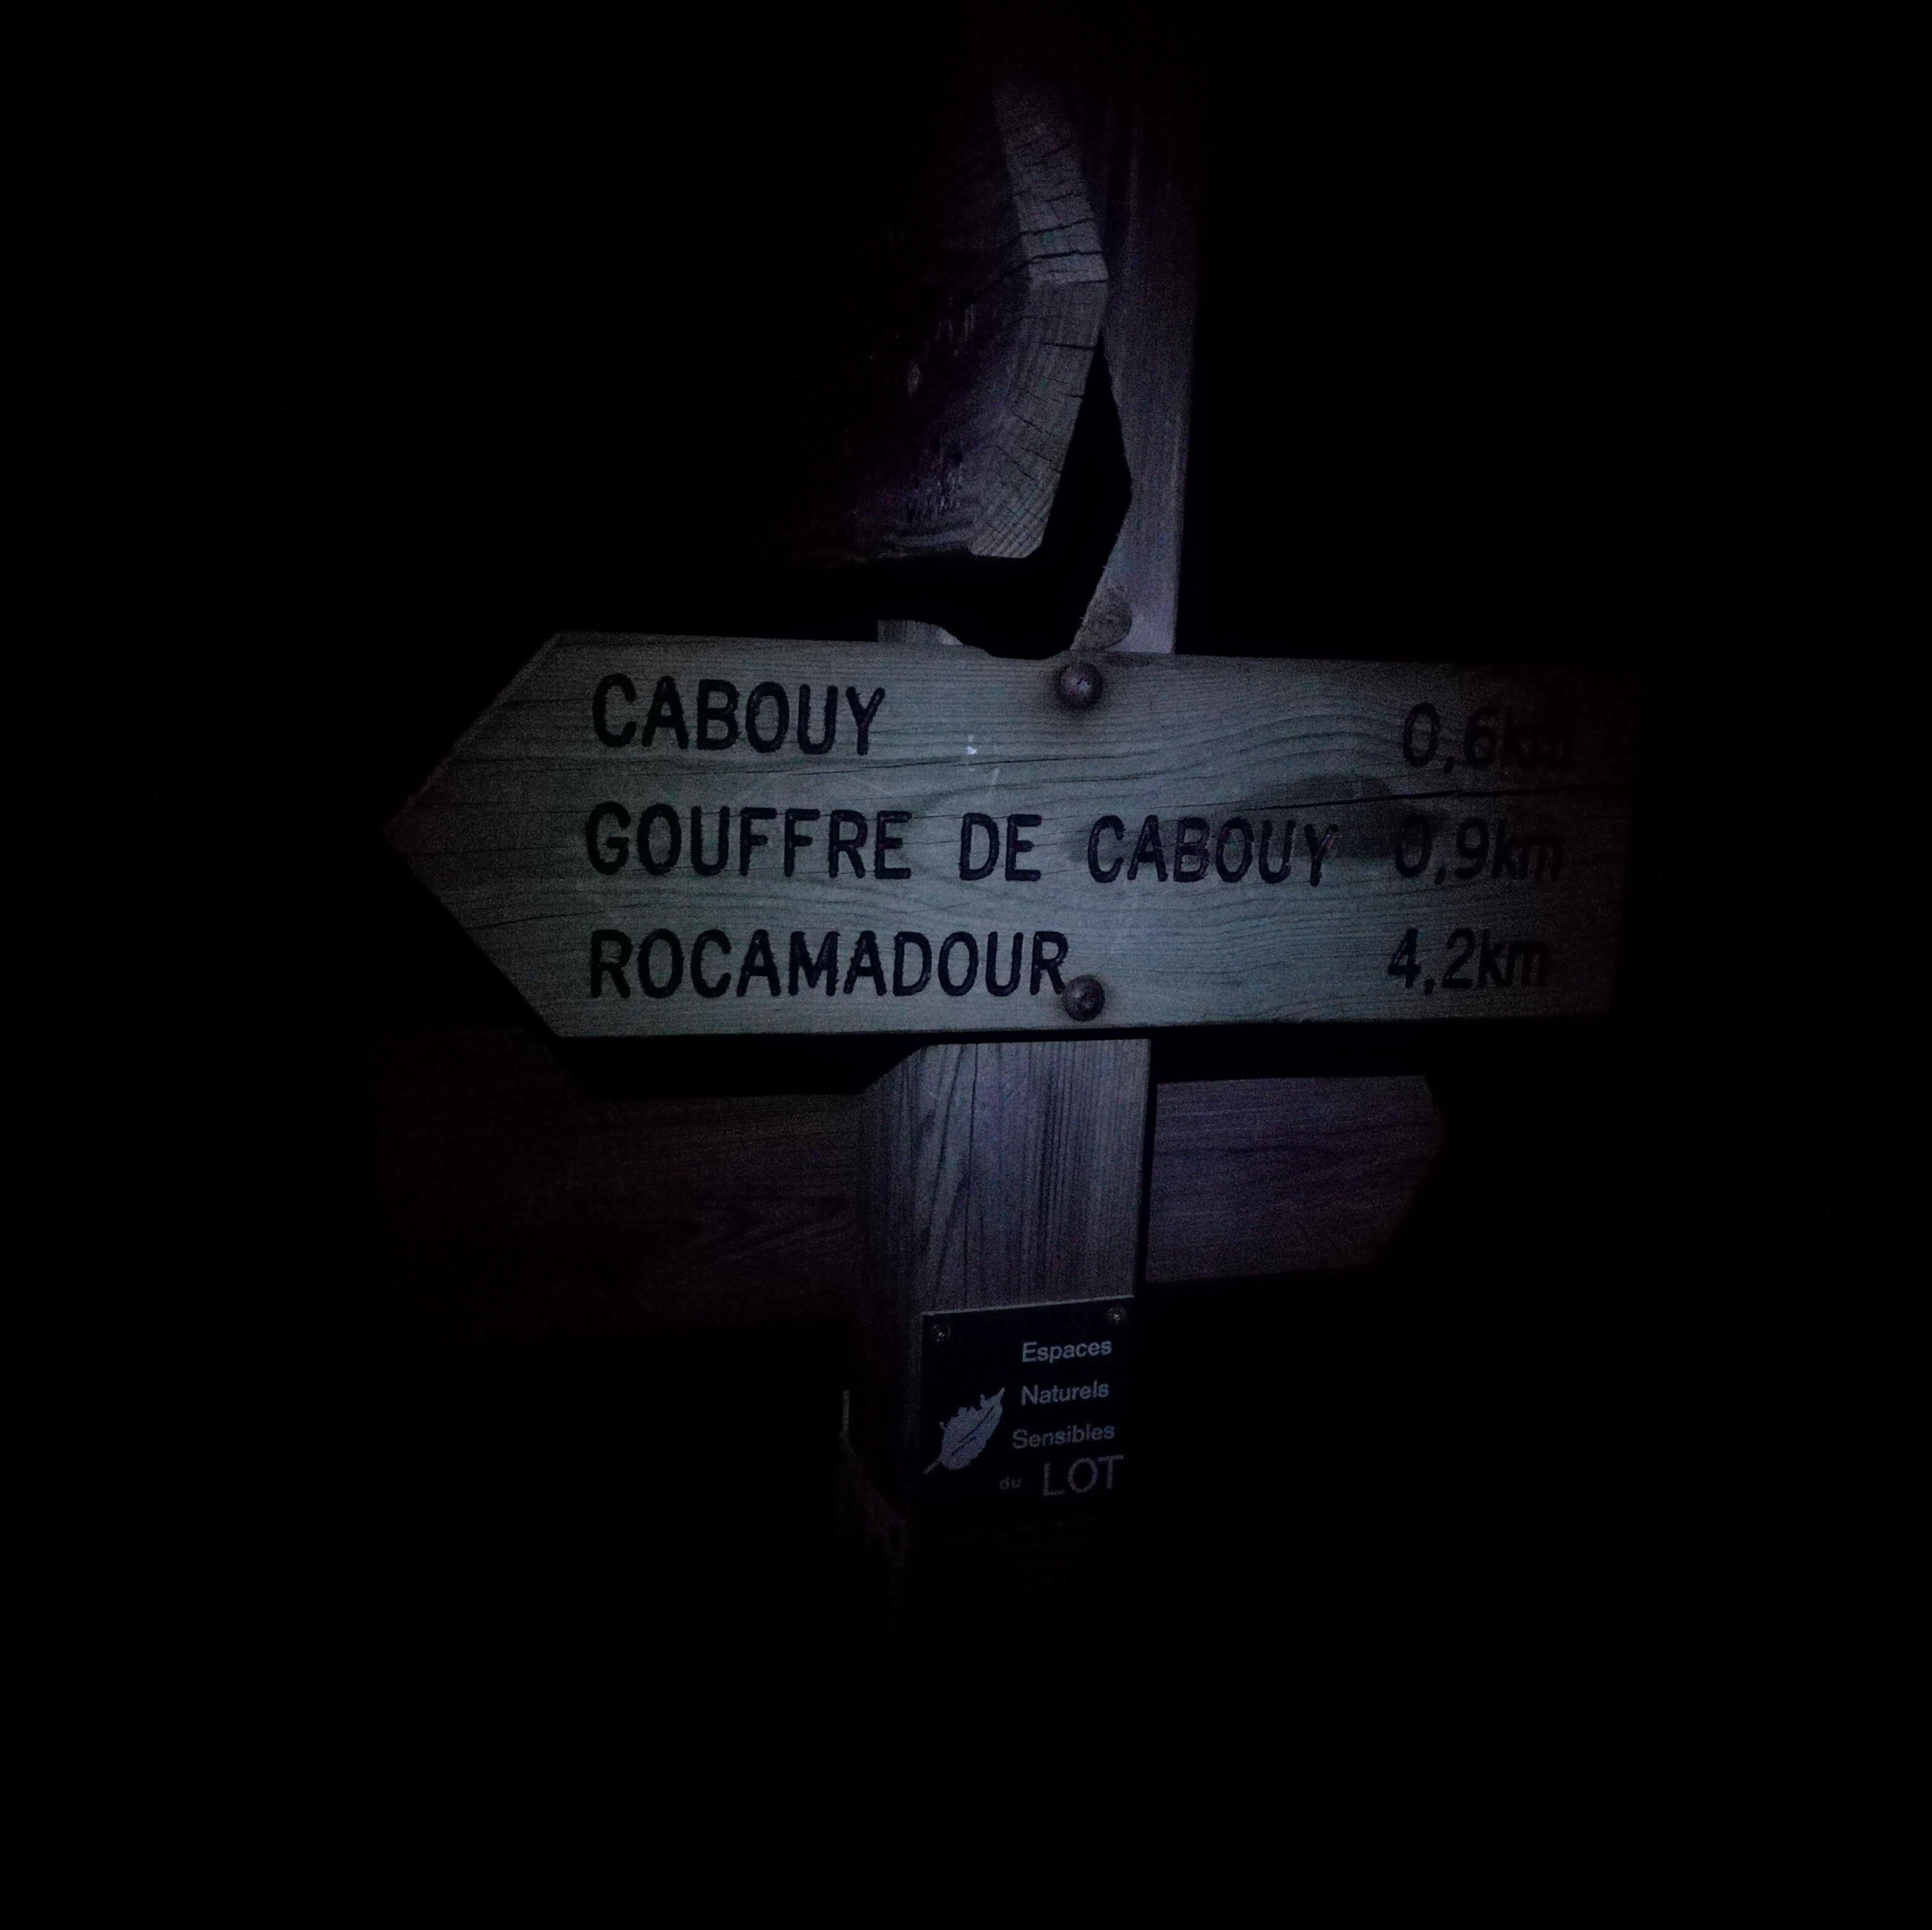 CABOUY 0,6km
GOUFFRE DE CABOUY 0,9km
ROCAMADOUR 4,2km
Espaces
Naturels
Sensibles
du LOT